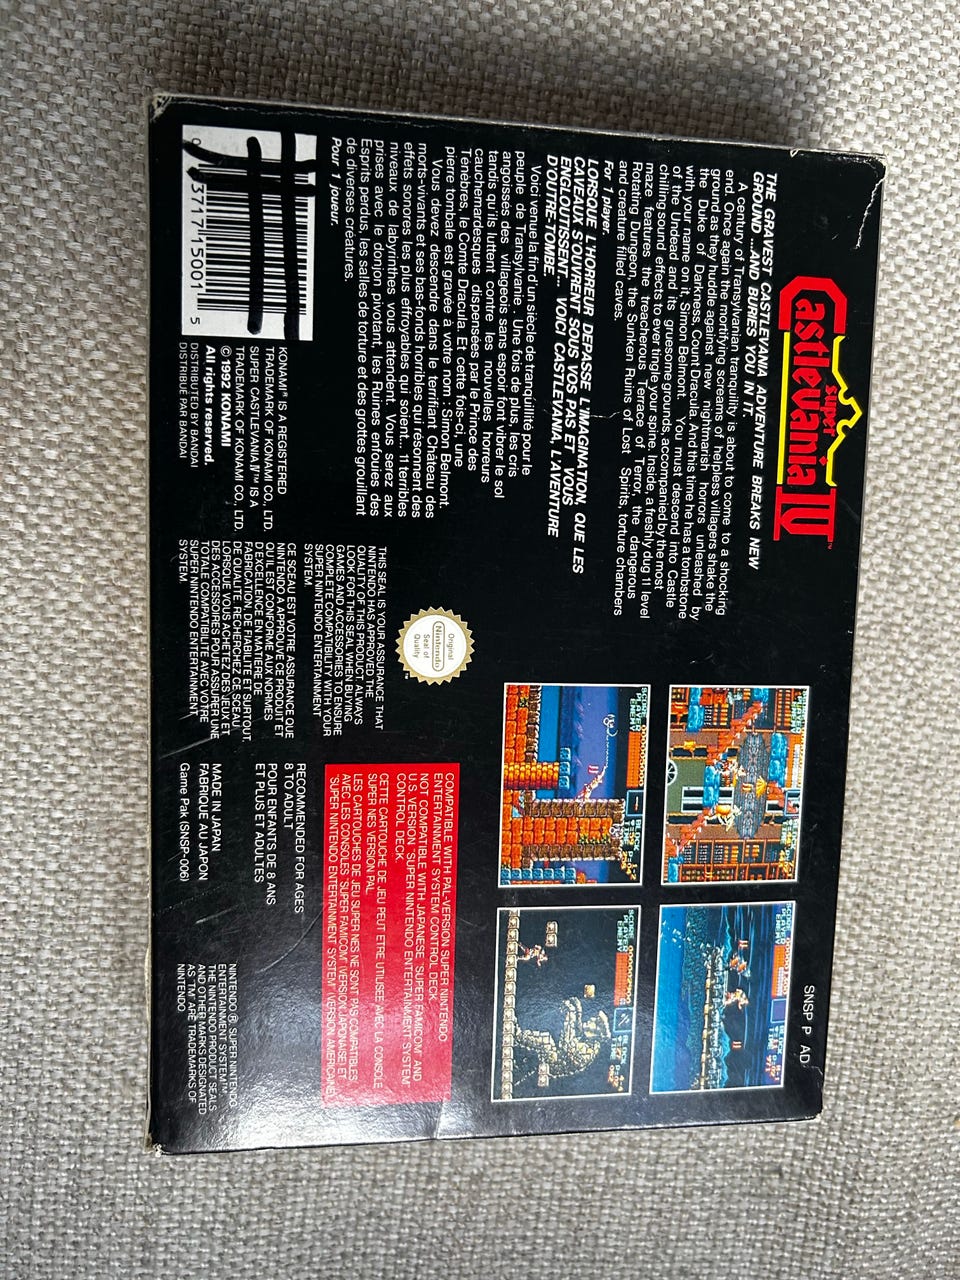 super
Castlevania IV™
SNSP P AD
THE GRAVEST CASTLEVANIA ADVENTURE BREAKS NEW
GROUND ...AND BURIES YOU IN IT.
A century of Transylvanian tranquility is about to come to a shocking
end. Once again the mortifying screams of helpless villagers shake the
ground as they huddle against new nightmarish horrors unleashed by
the Duke of Darkness, Count Dracula. And this time he has a tombstone
with your name on it, Simon Belmont. You must descend into Castle
of the Undead and its gruesome grounds, accompanied by the most
chilling sound effects to ever tingle your spine. Inside, a freshly dug 11 level
maze features the treacherous Terrace of Terror, the dangerous
Rotating Dungeon, the Sunken Ruins of Lost Spirits, torture chambers
and creature filled caves.
For 1 player.
LORSQUE L'HORREUR DEPASSE L'IMAGINATION, QUE LES
CAVEAUX S'OUVRENT SOUS VOS PAS ET VOUS
ENGLOUTISSENT... VOICI CASTLEVANIA, L'AVENTURE
D'OUTRE-TOMBE.
Voici venue la fin d'un siècle de tranquillité pour le
peuple de Transylvanie . Une fois de plus, les cris
angoissés des villageois sans espoir font vibrer le sol
tandis qu'ils luttent contre les nouvelles horreurs
cauchemardesques dispensées par le Prince des
Ténèbres, le Comte Dracula. Et cette fois-ci, une
pierre tombale est gravée à votre nom : Simon Belmont.
Vous devez descendre dans le terrifiant Château des
morts-vivants et ses bas-fonds horribles qui résonnent des
effets sonores les plus effroyables qui soient... 11 terribles
niveaux de labyrinthes vous attendent. Vous serez aux
prises avec le donjon pivotant, les Ruines enfouies des
Esprits perdus, les salles de torture et des grottes grouillant
de diverses créatures.
Pour 1 joueur.
83717 15001 5
KONAMI® IS A REGISTERED
TRADEMARK OF KONAMI CO., LTD.
SUPER CASTLEVANIA IV™ IS A
TRADEMARK OF KONAMI CO., LTD.
© 1992 KONAMI
All rights reserved.
DISTRIBUTED BY BANDAI
DISTRIBUÉ PAR BANDAI
Original
Nintendo
Seal of
Quality
THIS SEAL IS YOUR ASSURANCE THAT
NINTENDO HAS APPROVED THE
QUALITY OF THIS PRODUCT. ALWAYS
LOOK FOR THIS SEAL WHEN BUYING
GAMES AND ACCESSORIES TO ENSURE
COMPLETE COMPATIBILITY WITH YOUR
SUPER NINTENDO ENTERTAINMENT
SYSTEM.
CE SCEAU EST VOTRE ASSURANCE QUE
NINTENDO A APPROUVE CE PRODUIT ET
QU'IL EST CONFORME AUX NORMES
D'EXCELLENCE EN MATIERE DE
FABRICATION, DE FIABILITE ET SURTOUT,
DE QUALITE. RECHERCHEZ CE SCEAU
LORSQUE VOUS ACHETEZ DES JEUX ET
DES ACCESSOIRES POUR ASSURER UNE
TOTALE COMPATIBILITE AVEC VOTRE
SUPER NINTENDO ENTERTAINMENT
SYSTEM.
COMPATIBLE WITH PAL-VERSION SUPER NINTENDO
ENTERTAINMENT SYSTEM CONTROL DECK.
NOT COMPATIBLE WITH JAPANESE "SUPER FAMICOM" AND
U.S. VERSION "SUPER NINTENDO ENTERTAINMENT SYSTEM"
CONTROL DECK.
CETTE CARTOUCHE DE JEU PEUT ETRE UTILISEE AVEC LA CONSOLE
SUPER NES VERSION PAL.
LES CARTOUCHES DE JEU SUPER NES NE SONT PAS COMPATIBLES
AVEC LES CONSOLES "SUPER FAMICOM" (VERSION JAPONAISE) ET
"SUPER NINTENDO ENTERTAINMENT SYSTEM" (VERSION AMERICAINE).
RECOMMENDED FOR AGES
8 TO ADULT
POUR ENFANTS DE 8 ANS
ET PLUS ET ADULTES
MADE IN JAPAN
FABRIQUE AU JAPON
Game Pak (SNSP-006)
NINTENDO ®, SUPER NINTENDO
ENTERTAINMENT SYSTEM™,
THE NINTENDO PRODUCT SEALS
AND OTHER MARKS DESIGNATED
AS "TM" ARE TRADEMARKS OF
NINTENDO.